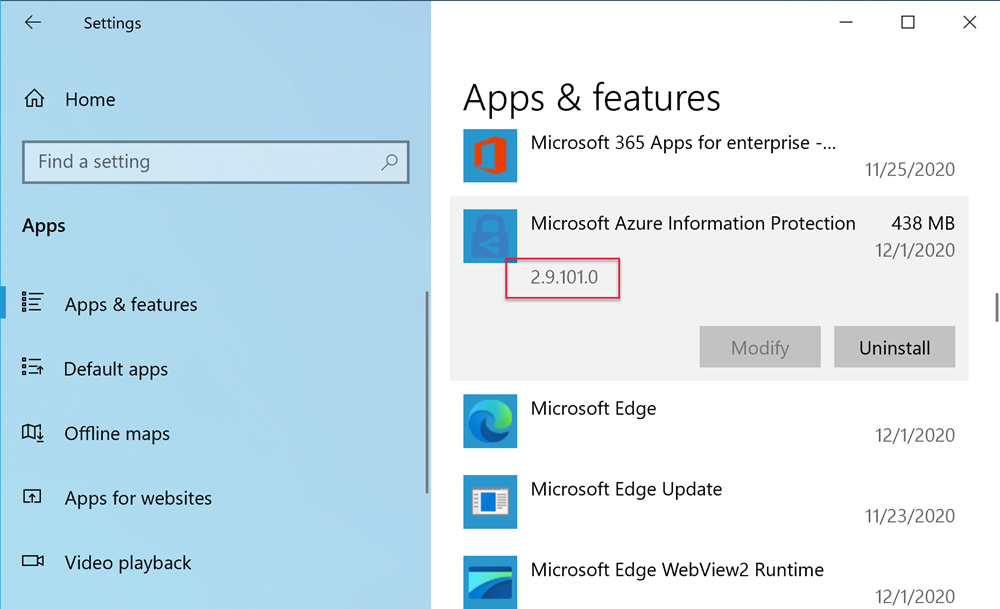 Settings
Home
Find a setting
Apps
Apps & features
Default apps
Offline maps
Apps for websites
Video playback
Apps & features
Microsoft 365 Apps for enterprise -...
11/25/2020
Microsoft Azure Information Protection 438 MB
12/1/2020
2.9.101.0
Modify Uninstall
Microsoft Edge
12/1/2020
Microsoft Edge Update
11/23/2020
Microsoft Edge WebView2 Runtime
12/1/2020